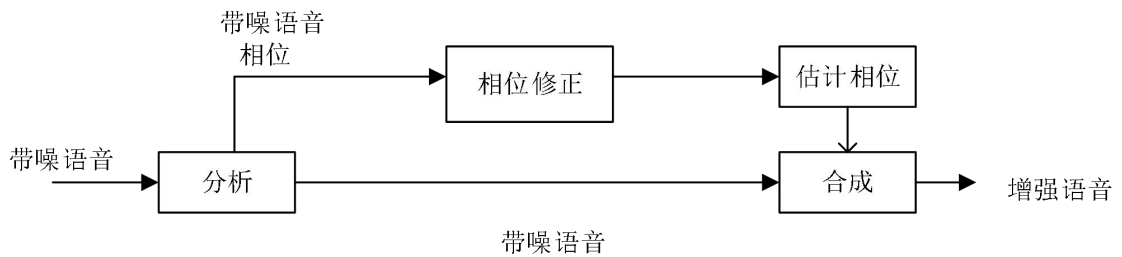 带噪语音
相位
相位修正
估计相位
带噪语音
分析
合成
增强语音
带噪语音